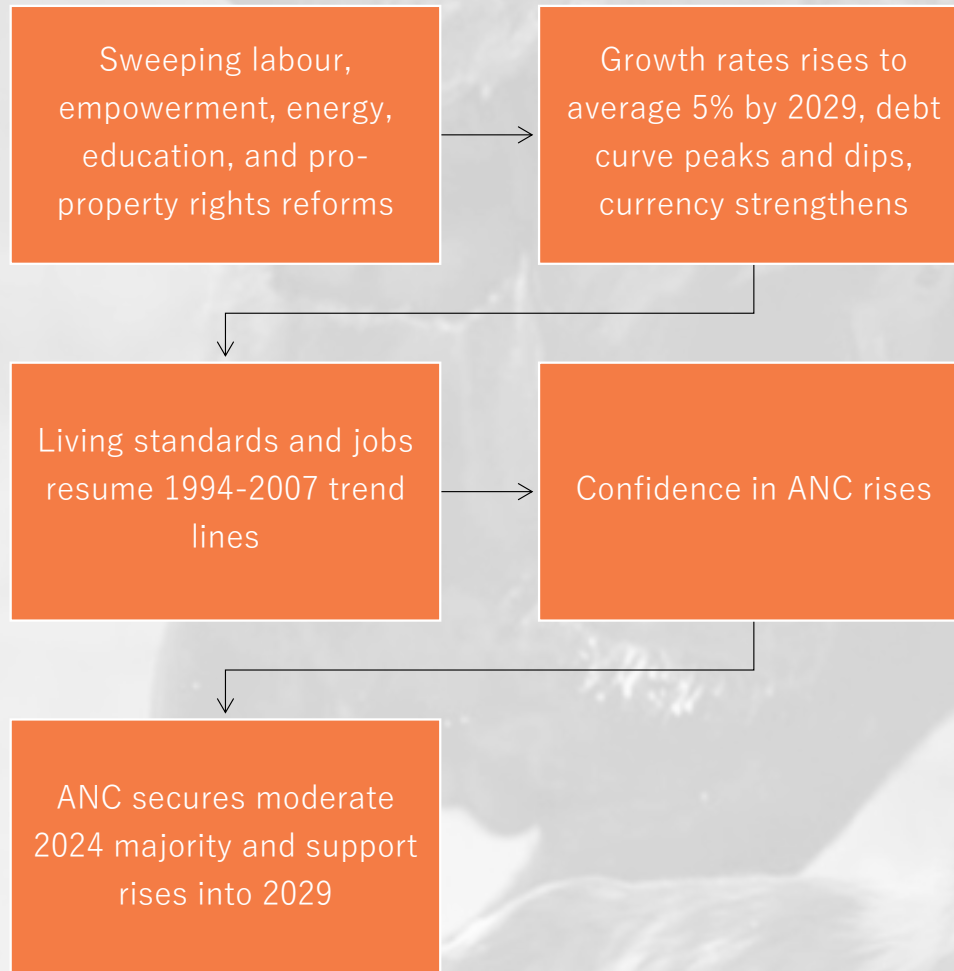 Sweeping labour,
empowerment, energy,
education, and pro-
property rights reforms
Growth rates rises to
average 5% by 2029, debt
curve peaks and dips,
currency strengthens
Living standards and jobs
resume 1994-2007 trend
lines
Confidence in ANC rises
ANC secures moderate
2024 majority and support
rises into 2029